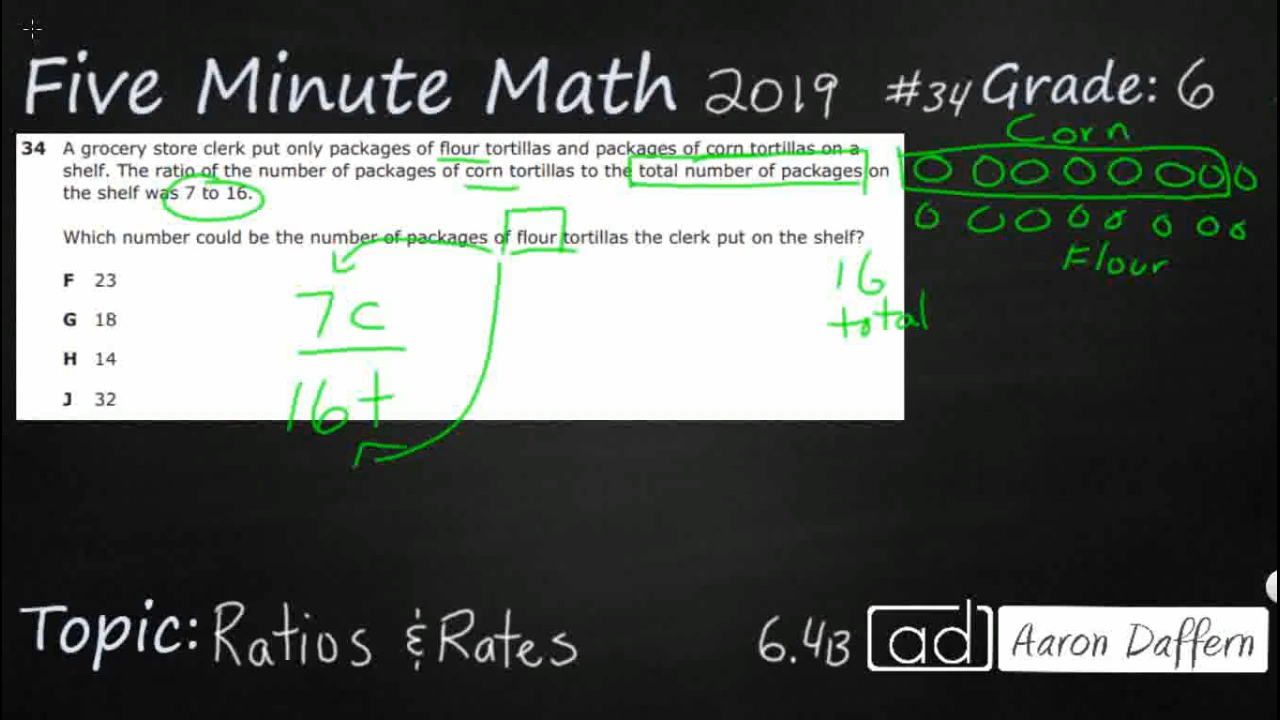 Five Minute Math 2019 #34 Grade: 6
Corn
34 A grocery store clerk put only packages of flour tortillas and packages of corn tortillas on a
shelf. The ratio of the number of packages of corn tortillas to the total number of packages on
the shelf was 7 to 16.
Flour
Which number could be the number of packages of flour tortillas the clerk put on the shelf?
F 23
G 18
H 14
J 32
7c
16t
16
total
Topic: Ratios & Rates
6.4B
ad
Aaron Daffern